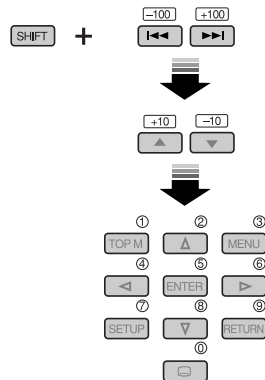 –100 +100
SHIFT +
+10 –10
① ② ③
TOP M MENU
④ ⑤ ⑥
ENTER
⑦ ⑧ ⑨
SETUP RETURN
⓪